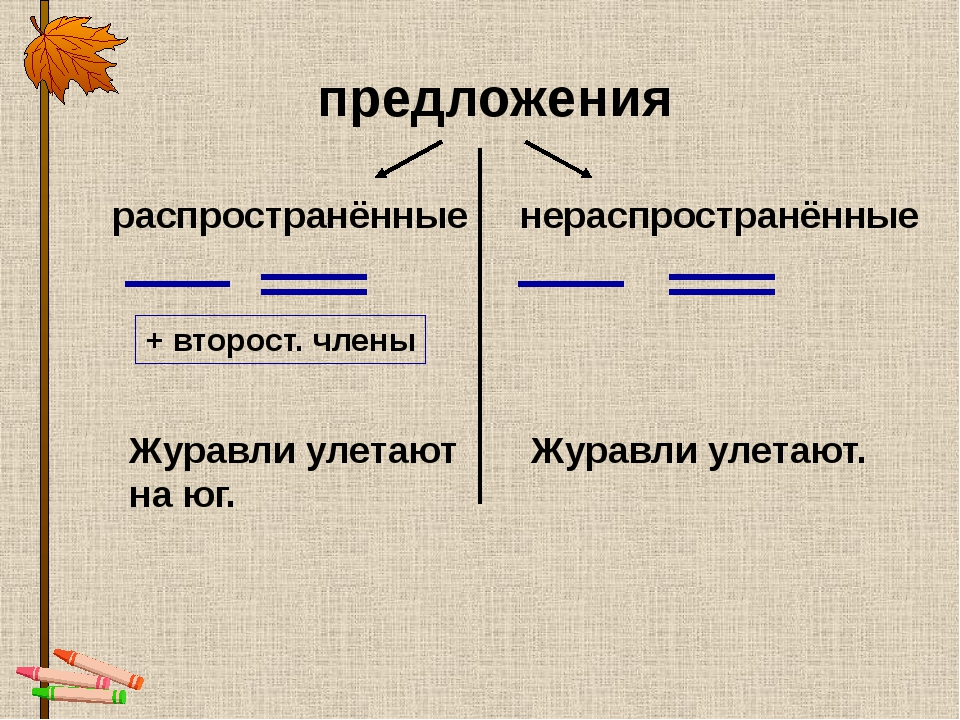 предложения
распространённые
нераспространённые
+ второст. члены
Журавли улетают
на юг.
Журавли улетают.